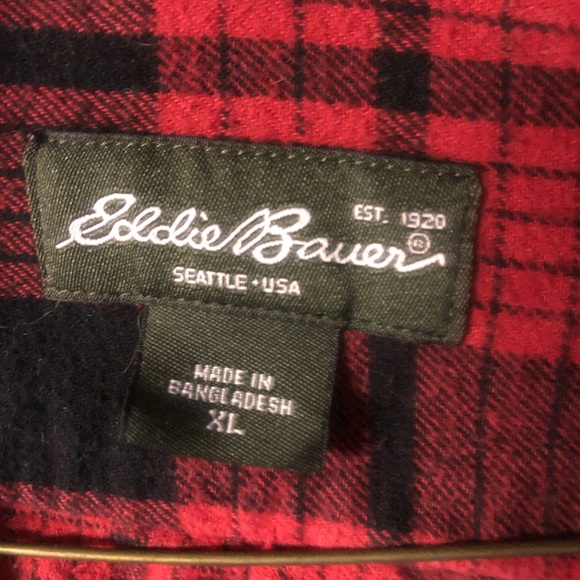 EST. 1920
Eddie Bauer ®
SEATTLE • USA
MADE IN
BANGLADESH
XL